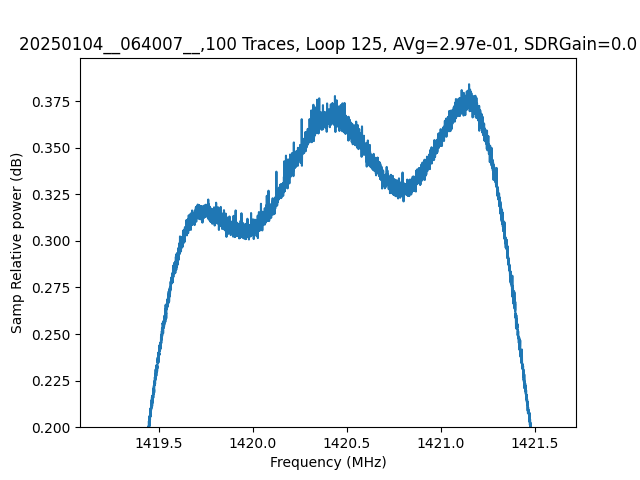 20250104__064007__,100 Traces, Loop 125, AVg=2.97e-01, SDRGain=0.0
0.375
0.350
0.325
0.300
0.275
0.250
0.225
0.200
Samp Relative power (dB)
1419.5 1420.0 1420.5 1421.0 1421.5
Frequency (MHz)